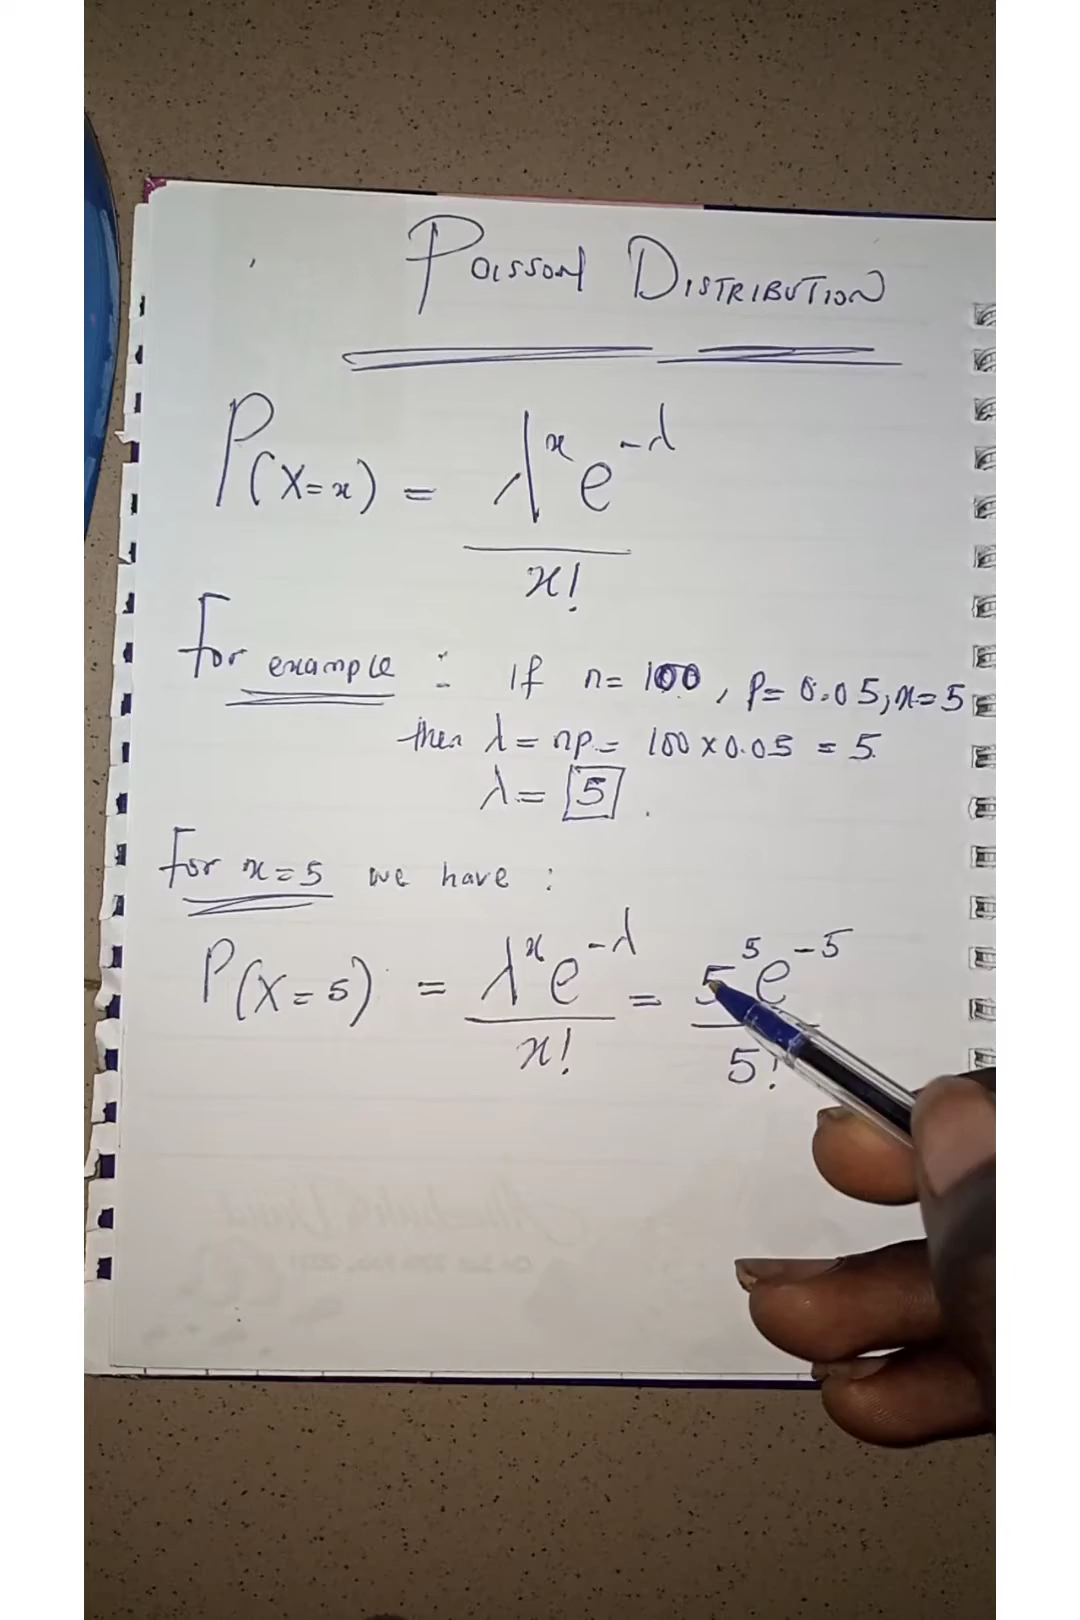 POISSON DISTRIBUTION
P(X=x) = λ^x e^-λ / x!
For example : If n= 100, p= 0.05, x=5
then λ = np = 100 x 0.05 = 5
λ = 5.
For x=5 we have :
P(X=5) = λ^x e^-λ / x! = 5^5 e^-5 / 5!